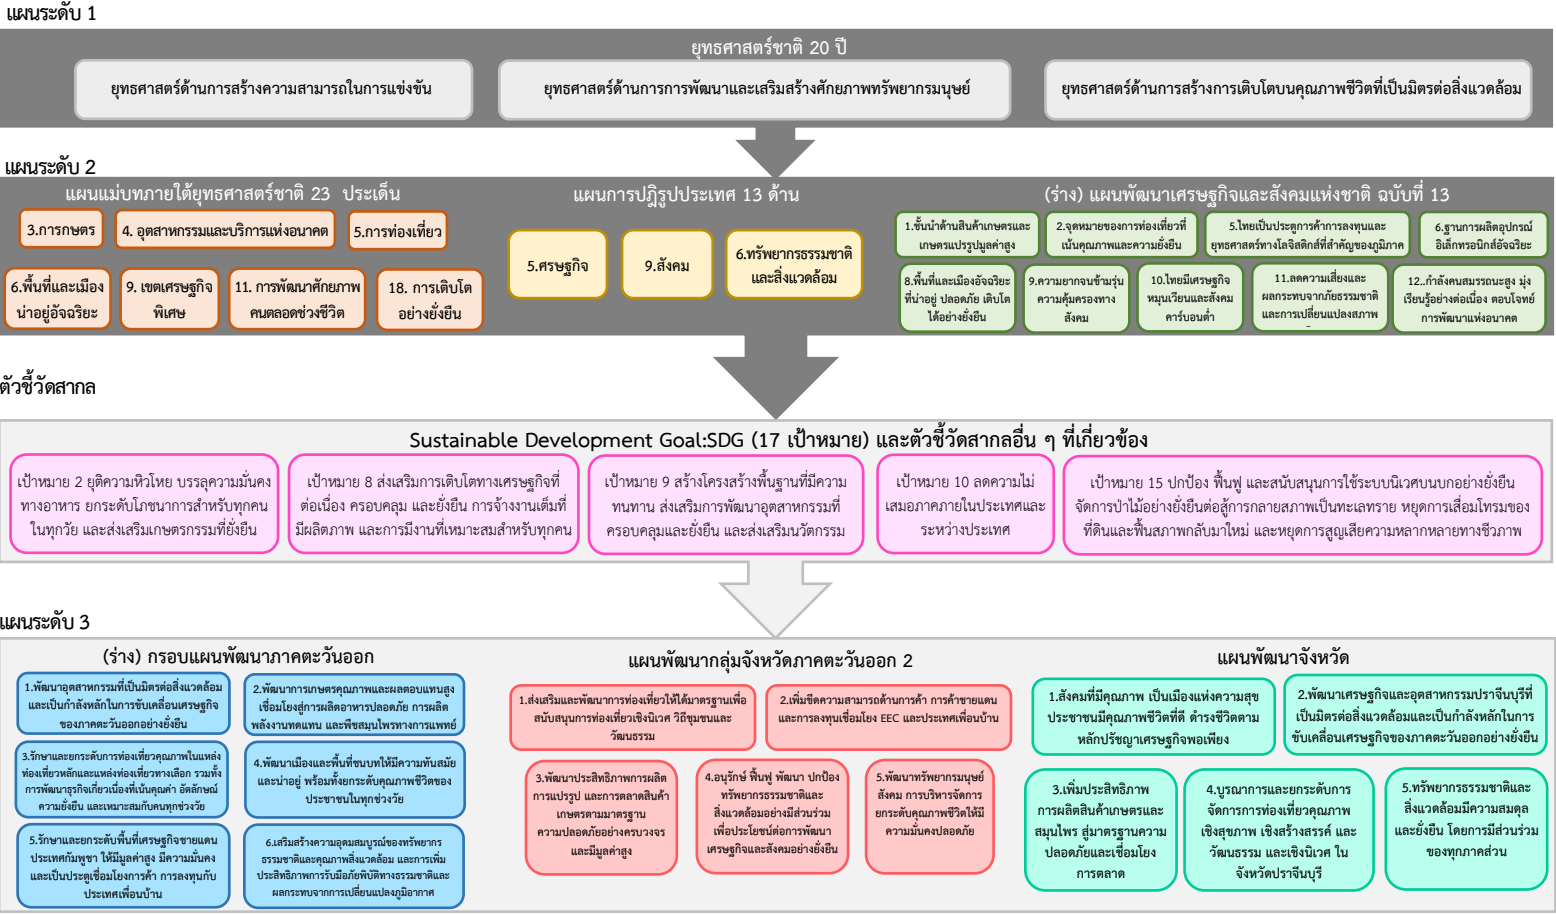 แผนระดับ 1
ยุทธศาสตร์ชาติ 20 ปี
ยุทธศาสตร์ด้านการสร้างความสามารถในการแข่งขัน
ยุทธศาสตร์ด้านการการพัฒนาและเสริมสร้างศักยภาพทรัพยากรมนุษย์
ยุทธศาสตร์ด้านการสร้างการเติบโตบนคุณภาพชีวิตที่เป็นมิตรต่อสิ่งแวดล้อม
แผนระดับ 2
แผนแม่บทภายใต้ยุทธศาสตร์ชาติ 23 ประเด็น
3.การกษตร
4. อุตสาหกรรมและบริการแห่งอนาคต
5.การท่องเที่ยว
6.พื้นที่และเมือง
น่าอยู่อัจฉริยะ
9. เขตเศรษฐกิจ
พิเศษ
11. การพัฒนาศักยภาพ
คนตลอดช่วงชีวิต
18. การเติบโต
อย่างยั่งยืน
แผนการปฏิรูปประเทศ 13 ด้าน
5.ศรษฐกิจ
9.สังคม
6.ทรัพยากรธรรมชาติ
และสิ่งแวดล้อม
(ร่าง) แผนพัฒนาเศรษฐกิจและสังคมแห่งชาติ ฉบับที่ 13
1.ชั้นนำด้านสินค้าเกษตรและ
เกษตรแปรรูปมูลค่าสูง
2.จุดหมายของการท่องเที่ยวที่
เน้นคุณภาพและความยั่งยืน
5.ไทยเป็นประตูการค้าการลงทุนและ
ยุทธศาสตร์ทางโลจิสติกส์ที่สำคัญของภูมิภาค
6.ฐานการผลิตอุปกรณ์
อิเล็กทรอนิกส์อัจฉริยะ
8.พื้นที่และเมืองอัจฉริยะ
ที่น่าอยู่ ปลอดภัย เติบโต
ได้อย่างยั่งยืน
9.ความยากจนข้ามรุ่น
ความคุ้มครองทาง
สังคม
10.ไทยมีเศรษฐกิจ
หมุนเวียนและสังคม
คาร์บอนต่ำ
11.ลดความเสี่ยงและ
ผลกระทบจากภัยธรรมชาติ
และการเปลี่ยนแปลงสภาพ
12..กำลังคนสมรรถนะสูง มุ่ง
เรียนรู้อย่างต่อเนื่อง ตอบโจทย์
การพัฒนาแห่งอนาคต
ตัวชี้วัดสากล
Sustainable Development Goal:SDG (17 เป้าหมาย) และตัวชี้วัดสากลอื่น ๆ ที่เกี่ยวข้อง
เป้าหมาย 2 ยุติความหิวโหย บรรลุความมั่นคง
ทางอาหาร ยกระดับโภชนาการสำหรับทุกคน
ในทุกวัย และส่งเสริมเกษตรกรรมที่ยั่งยืน
เป้าหมาย 8 ส่งเสริมการเติบโตทางเศรษฐกิจที่
ต่อเนื่อง ครอบคลุม และยั่งยืน การจ้างงานเต็มที่
มีผลิตภาพ และการมีงานที่เหมาะสมสำหรับทุกคน
เป้าหมาย 9 สร้างโครงสร้างพื้นฐานที่มีความ
ทนทาน ส่งเสริมการพัฒนาอุตสาหกรรมที่
ครอบคลุมและยั่งยืน และส่งเสริมนวัตกรรม
เป้าหมาย 10 ลดความไม่
เสมอภาคภายในประเทศและ
ระหว่างประเทศ
เป้าหมาย 15 ปกป้อง ฟื้นฟู และสนับสนุนการใช้ระบบนิเวศบนบกอย่างยั่งยืน
จัดการป่าไม้อย่างยั่งยืนต่อสู้การกลายสภาพเป็นทะเลทราย หยุดการเสื่อมโทรมของ
ที่ดินและฟื้นสภาพกลับมาใหม่ และหยุดการสูญเสียความหลากหลายทางชีวภาพ
แผนระดับ 3
(ร่าง) กรอบแผนพัฒนาภาคตะวันออก
1.พัฒนาอุตสาหกรรมที่เป็นมิตรต่อสิ่งแวดล้อม
และเป็นกำลังหลักในการขับเคลื่อนเศรษฐกิจ
ของภาคตะวันออกอย่างยั่งยืน
2.พัฒนาการเกษตรคุณภาพและผลตอบแทนสูง
เชื่อมโยงสู่การผลิตอาหารปลอดภัย การผลิต
พลังงานทดแทน และพืชสมุนไพรทางการแพทย์
3.รักษาและยกระดับการท่องเที่ยวคุณภาพในแหล่ง
ท่องเที่ยวหลักและแหล่งท่องเที่ยวทางเลือก รวมทั้ง
การพัฒนาธุรกิจเกี่ยวเนื่องที่เน้นคุณค่า อัตลักษณ์
ความยั่งยืน และเหมาะสมกับคนทุกช่วงวัย
4.พัฒนาเมืองและพื้นที่ชนบทให้มีความทันสมัย
และน่าอยู่ พร้อมทั้งยกระดับคุณภาพชีวิตของ
ประชาชนในทุกช่วงวัย
5.รักษาและยกระดับพื้นที่เศรษฐกิจชายแดน
ประเทศกัมพูชา ให้มีมูลค่าสูง มีความมั่นคง
และเป็นประตูเชื่อมโยงการค้า การลงทุนกับ
ประเทศเพื่อนบ้าน
6.เสริมสร้างความอุดมสมบูรณ์ของทรัพยากร
ธรรมชาติและคุณภาพสิ่งแวดล้อม และการเพิ่ม
ประสิทธิภาพการรับมือภัยพิบัติทางธรรมชาติและ
ผลกระทบจากการเปลี่ยนแปลงภูมิอากาศ
แผนพัฒนากลุ่มจังหวัดภาคตะวันออก 2
1.ส่งเสริมและพัฒนาการท่องเที่ยวให้ได้มาตรฐานเพื่อ
สนับสนุนการท่องเที่ยวเชิงนิเวศ วิถีชุมชนและ
วัฒนธรรม
2.เพิ่มขีดความสามารถด้านการค้า การค้าชายแดน
และการลงทุนเชื่อมโยง EEC และประเทศเพื่อนบ้าน
3.พัฒนาประสิทธิภาพการผลิต
การแปรรูป และการตลาดสินค้า
เกษตรตามมาตรฐาน
ความปลอดภัยอย่างครบวงจร
และมีมูลค่าสูง
4.อนุรักษ์ ฟื้นฟู พัฒนา ปกป้อง
ทรัพยากรธรรมชาติและ
สิ่งแวดล้อมอย่างมีส่วนร่วม
เพื่อประโยชน์ต่อการพัฒนา
เศรษฐกิจและสังคมอย่างยั่งยืน
5.พัฒนาทรัพยากรมนุษย์
สังคม การบริหารจัดการ
ยกระดับคุณภาพชีวิตให้มี
ความมั่นคงปลอดภัย
แผนพัฒนาจังหวัด
1.สังคมที่มีคุณภาพ เป็นเมืองแห่งความสุข
ประชาชนมีคุณภาพชีวิตที่ดี ดำรงชีวิตตาม
หลักปรัชญาเศรษฐกิจพอเพียง
2.พัฒนาเศรษฐกิจและอุตสาหกรรมปราจีนบุรีที่
เป็นมิตรต่อสิ่งแวดล้อมและเป็นกำลังหลักในการ
ขับเคลื่อนเศรษฐกิจของภาคตะวันออกอย่างยั่งยืน
3.เพิ่มประสิทธิภาพ
การผลิตสินค้าเกษตรและ
สมุนไพร สู่มาตรฐานความ
ปลอดภัยและเชื่อมโยง
การตลาด
4.บูรณาการและยกระดับการ
จัดการการท่องเที่ยวคุณภาพ
เชิงสุขภาพ เชิงสร้างสรรค์ และ
วัฒนธรรม และเชิงนิเวศ ใน
จังหวัดปราจีนบุรี
5.ทรัพยากรธรรมชาติและ
สิ่งแวดล้อมมีความสมดุล
และยั่งยืน โดยการมีส่วนร่วม
ของทุกภาคส่วน